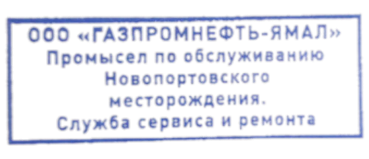 ООО «ГАЗПРОМНЕФТЬ-ЯМАЛ»
Промысел по обслуживанию
Новопортовского
месторождения.
Служба сервиса и ремонта